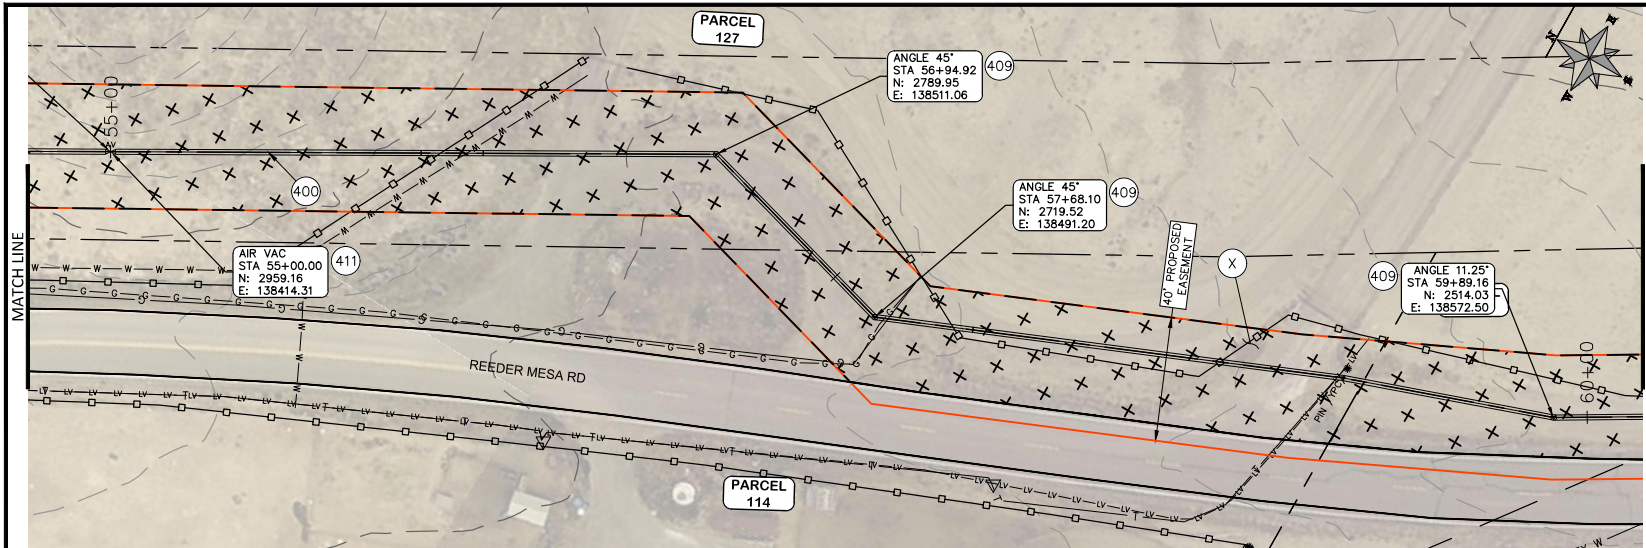 PARCEL
127
ANGLE 45°
STA 56+94.92
N: 2789.95
E: 138511.06
409
55+00
400
ANGLE 45°
STA 57+68.10
N: 2719.52
E: 138491.20
409
40' PROPOSED
EASEMENT
X
409
ANGLE 11.25°
STA 59+89.16
N: 2514.03
E: 138572.50
AIR VAC
STA 55+00.00
N: 2959.16
E: 138414.31
411
MATCH LINE
REEDER MESA RD
60+00
PARCEL
114